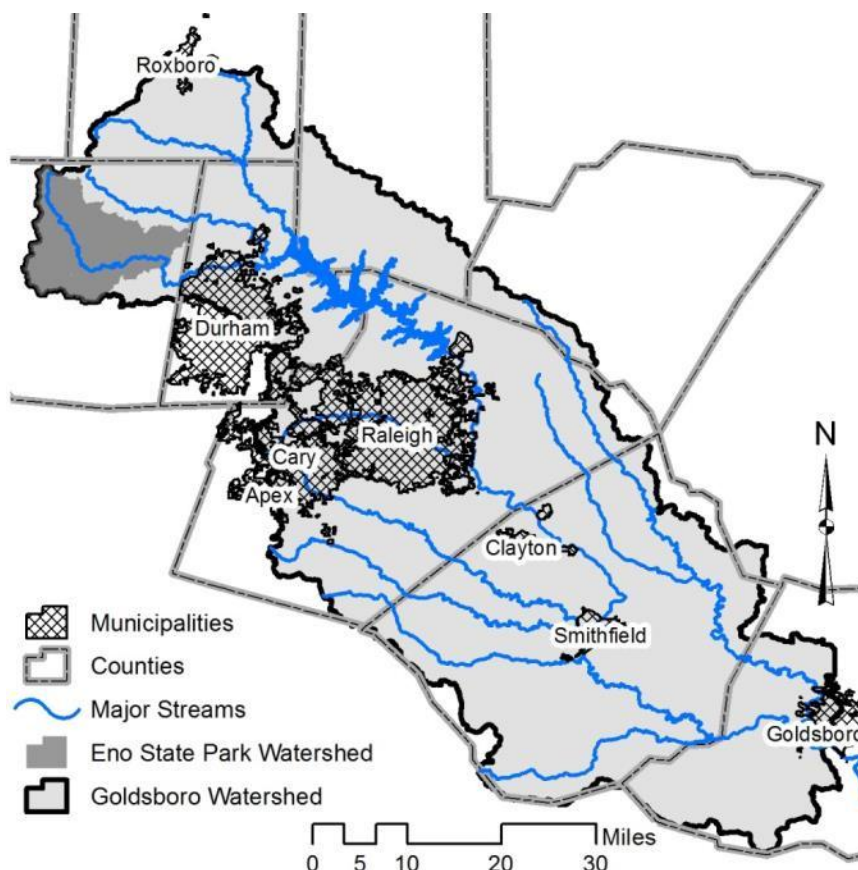 Roxboro
Durham
Raleigh
Cary
Apex
N
Clayton
Smithfield
Goldsboro
Municipalities
Counties
Major Streams
Eno State Park Watershed
Goldsboro Watershed
Miles
0 5 10 20 30